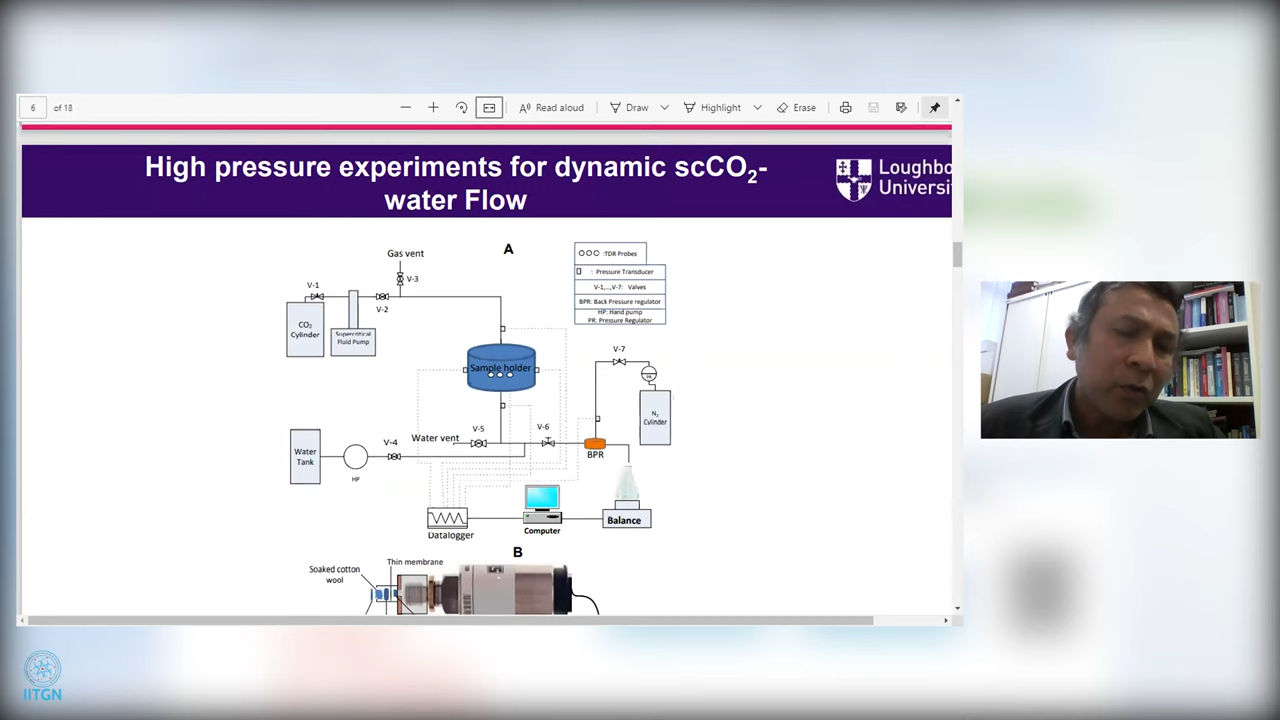 6 of 18
Read aloud
Draw
Highlight
Erase
High pressure experiments for dynamic scCO2-
water Flow
Loughbo
Universi
A
Gas vent
V-3
V-1
V-2
CO2
Cylinder
Supercritical
Fluid Pump
:TDR Probes
: Pressure Transducer
V-1,...,V-7: Valves
BPR: Back Pressure regulator
HP: Hand pump
PR: Pressure Regulator
Sample holder
V-7
N2
Cylinder
Water vent
V-5
V-6
BPR
V-4
Water
Tank
HP
Datalogger
Computer
Balance
B
Soaked cotton
wool
Thin membrane
IITGN